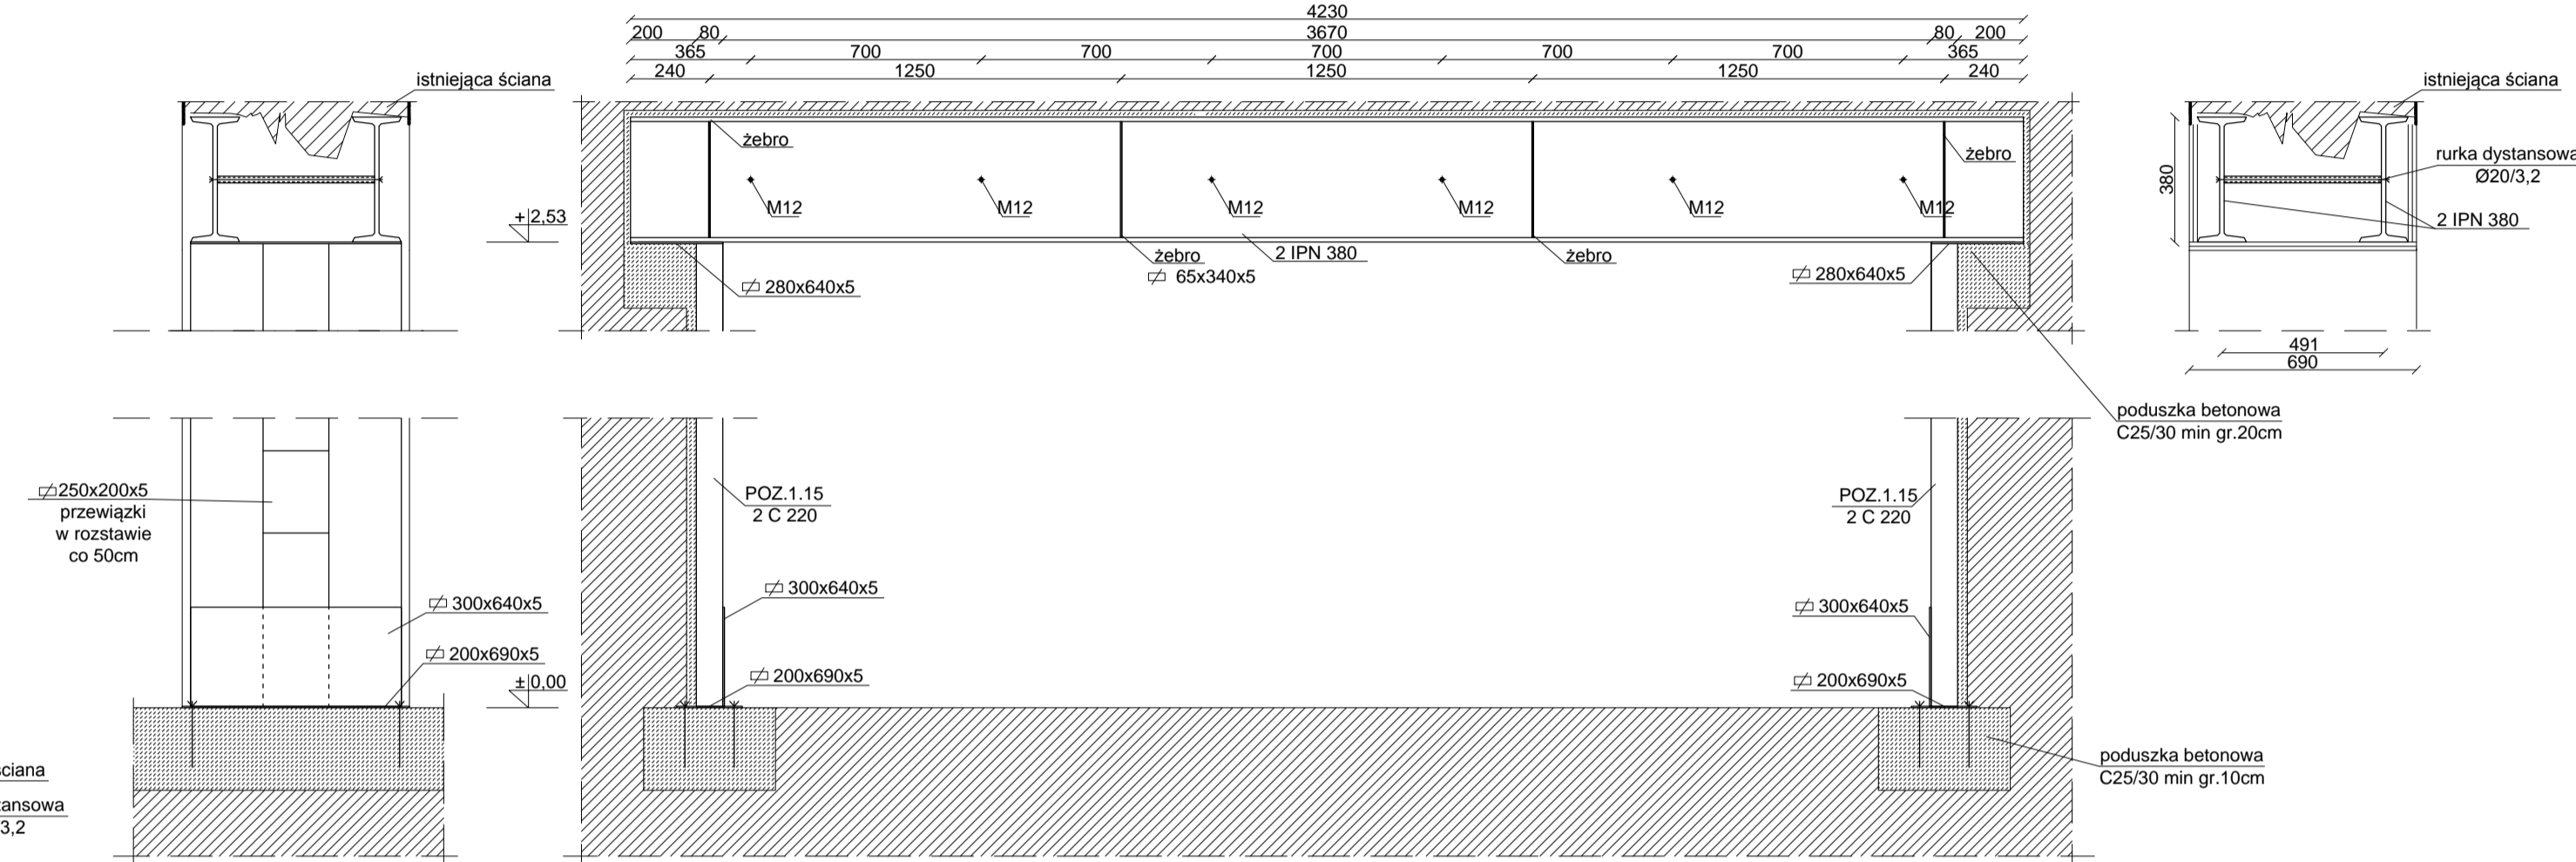 4230
200 80 3670 80 200
365 700 700 700 700 700 365
240 1250 1250 1250 240
istniejąca ściana
istniejąca ściana
żebro
żebro
rurka dystansowa
Ø20/3,2
380
M12
M12
M12
M12
M12
M12
+2,53
2 IPN 380
żebro
65x340x5
2 IPN 380
żebro
280x640x5
280x640x5
491
690
poduszka betonowa
C25/30 min gr.20cm
250x200x5
przewiązki
w rozstawie
co 50cm
POZ.1.15
2 C 220
POZ.1.15
2 C 220
300x640x5
300x640x5
300x640x5
200x690x5
200x690x5
200x690x5
±0,00
poduszka betonowa
C25/30 min gr.10cm
ściana
tansowa
3,2